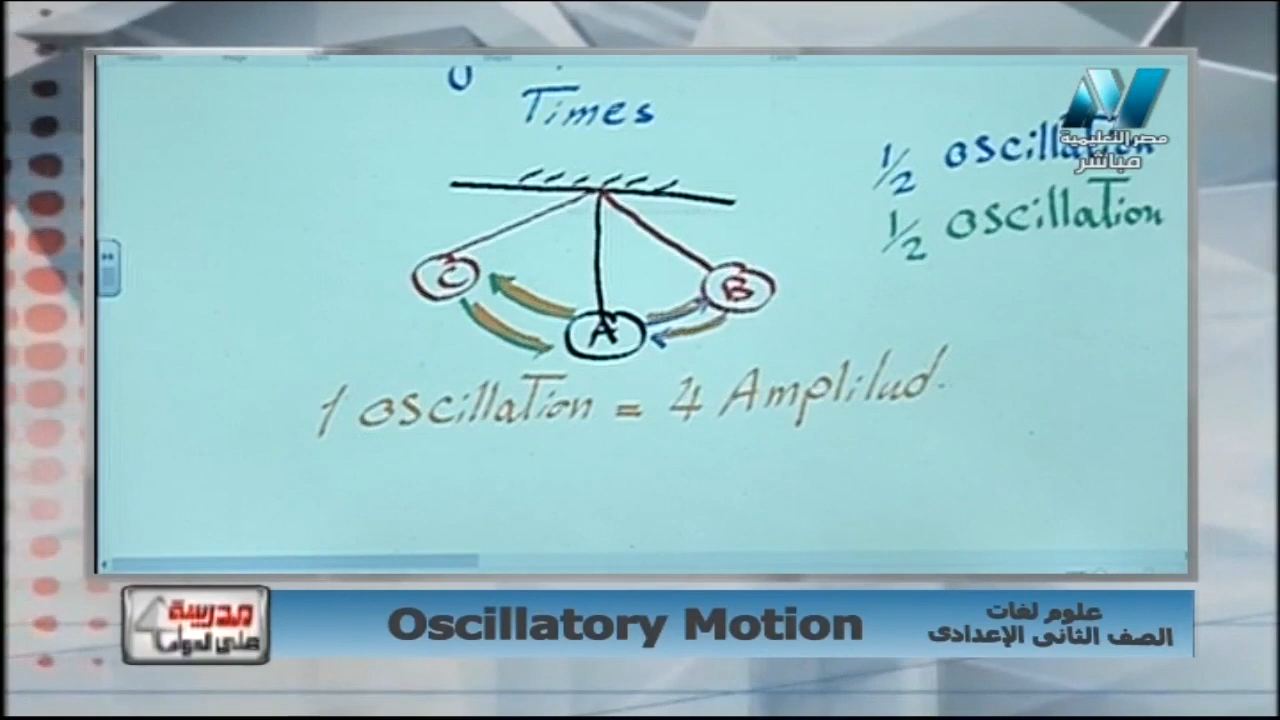 Times
مصر التعليمية
مباشر
1/2 oscillation
1/2 oscillation
C
A
B
1 oscillation = 4 Amplilud.
مدرسة
على الهواء
Oscillatory Motion
علوم لغات
الصف الثانى الإعدادى